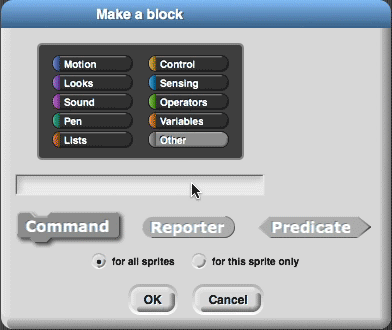 Make a block
Motion Control
Looks Sensing
Sound Operators
Pen Variables
Lists Other
Command Reporter Predicate
for all sprites for this sprite only
OK Cancel